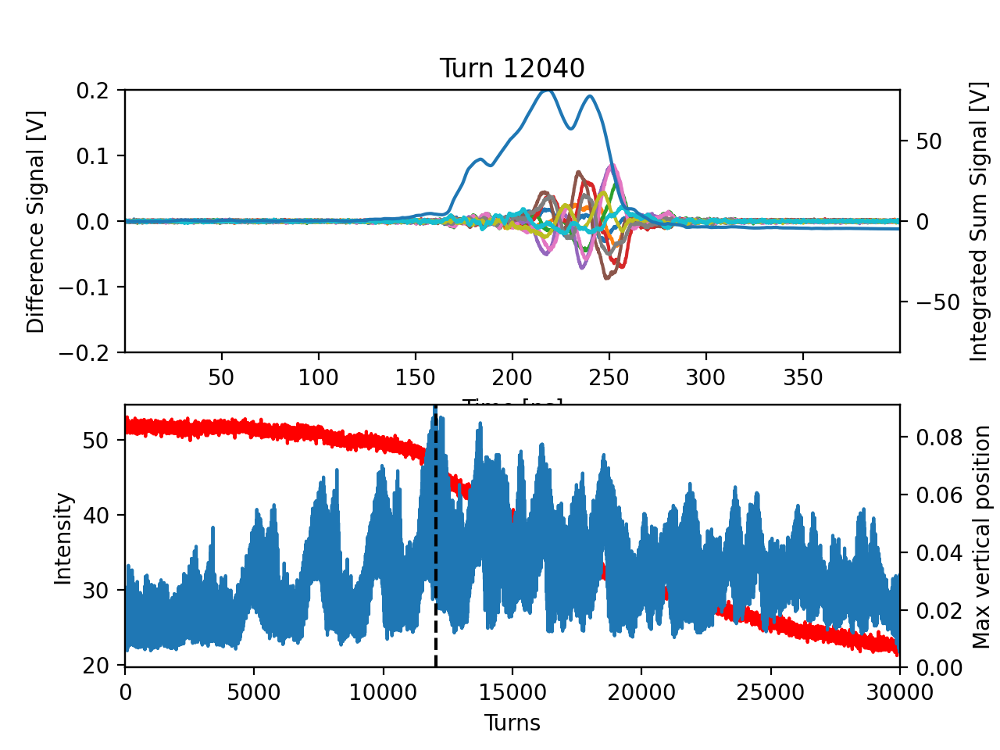 Turn 12040
Difference Signal [V]
0.2
0.1
0.0
−0.1
−0.2
50
0
−50
Integrated Sum Signal [V]
50 100 150 200 250 300 350
Intensity
50
40
30
20
0.08
0.06
0.04
0.02
0.00
Max vertical position
0 5000 10000 15000 20000 25000 30000
Turns